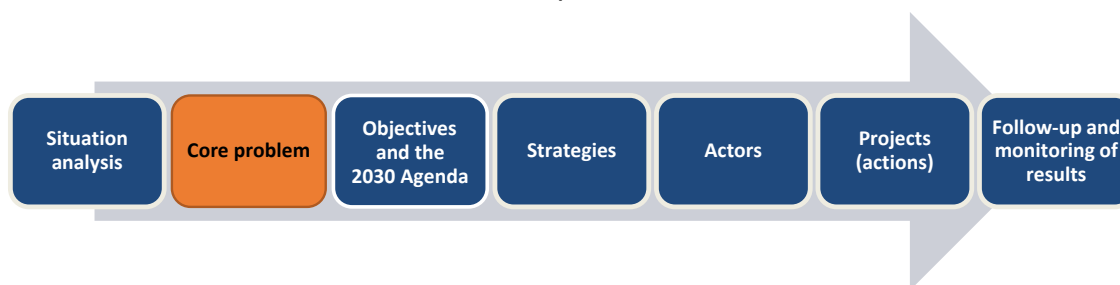 Situation
analysis
Core problem
Objectives
and the
2030 Agenda
Strategies
Actors
Projects
(actions)
Follow-up and
monitoring of
results